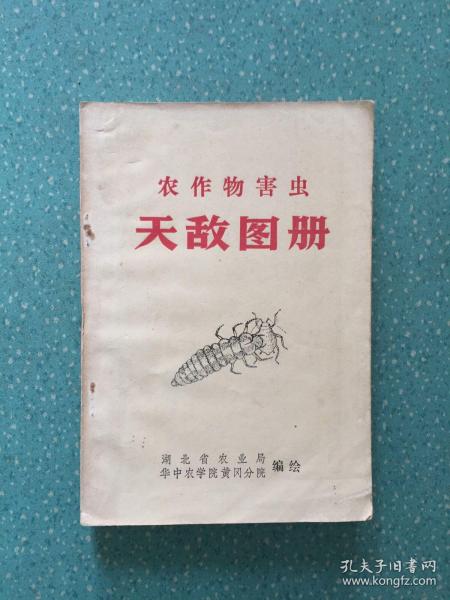 农作物害虫
天敌图册
湖北省农业局
华中农学院黄冈分院 编绘
孔夫子旧书网
www.kongfz.com